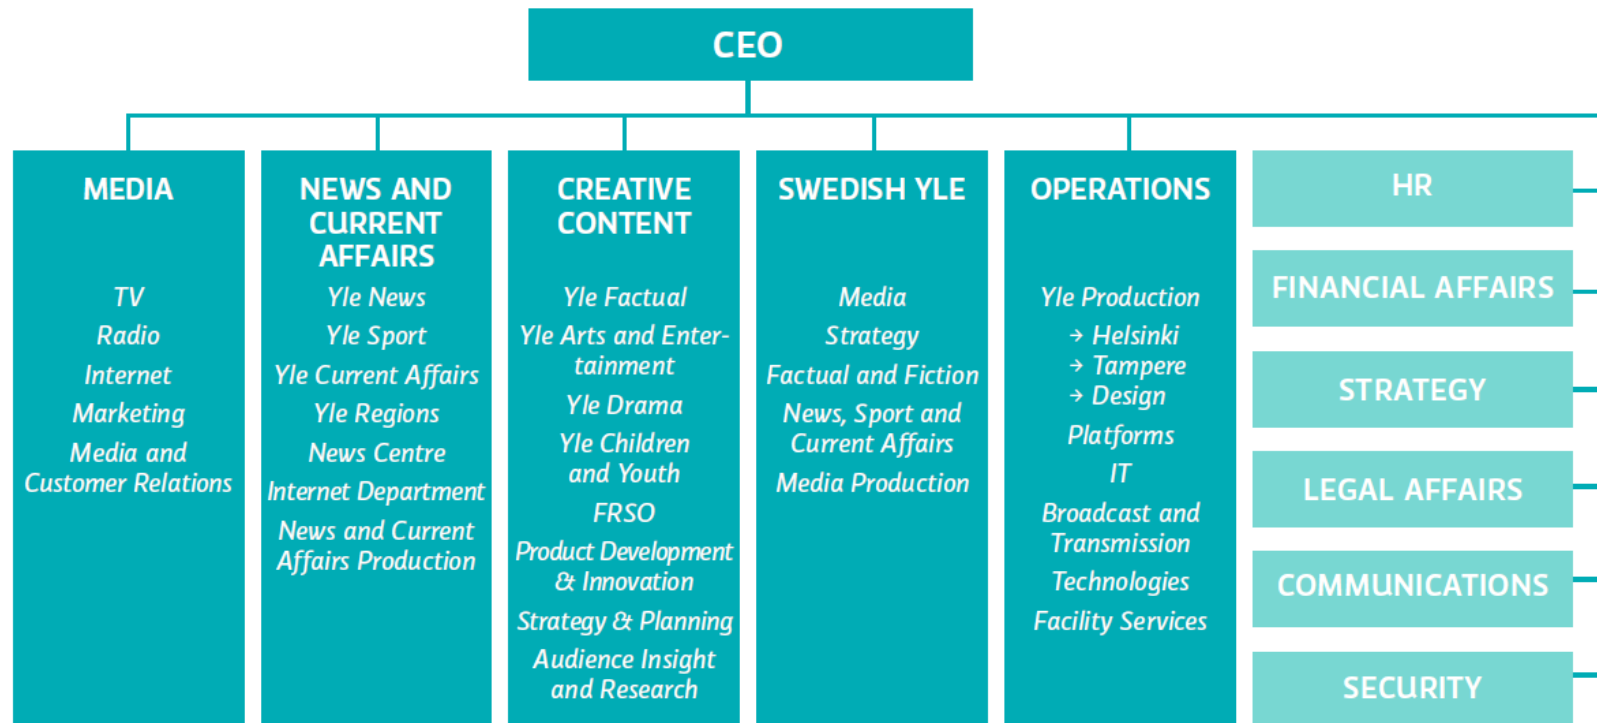 CEO
MEDIA
TV
Radio
Internet
Marketing
Media and
Customer Relations
NEWS AND
CURRENT
AFFAIRS
Yle News
Yle Sport
Yle Current Affairs
Yle Regions
News Centre
Internet Department
News and Current
Affairs Production
CREATIVE
CONTENT
Yle Factual
Yle Arts and Enter-
tainment
Yle Drama
Yle Children
and Youth
FRSO
Product Development
& Innovation
Strategy & Planning
Audience Insight
and Research
SWEDISH YLE
Media
Strategy
Factual and Fiction
News, Sport and
Current Affairs
Media Production
OPERATIONS
Yle Production
→ Helsinki
→ Tampere
→ Design
Platforms
IT
Broadcast and
Transmission
Technologies
Facility Services
HR
FINANCIAL AFFAIRS
STRATEGY
LEGAL AFFAIRS
COMMUNICATIONS
SECURITY